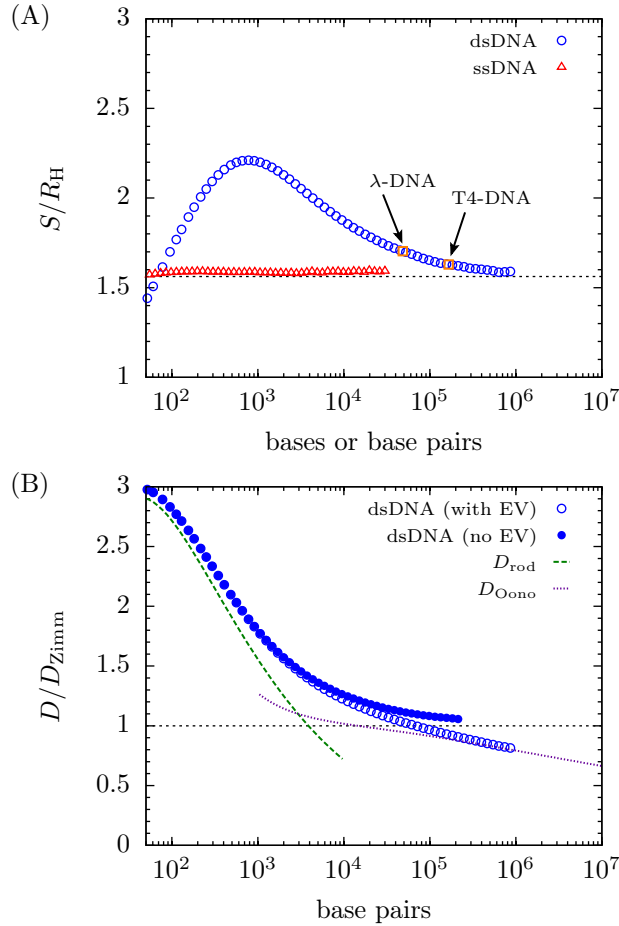 (A)
dsDNA
ssDNA
3
2.5
2
1.5
1
S/R_H
λ-DNA
T4-DNA
10^2 10^3 10^4 10^5 10^6 10^7
bases or base pairs
(B)
dsDNA (with EV)
dsDNA (no EV)
D_rod
D_Oono
3
2.5
2
1.5
1
0.5
0
D/D_Zimm
10^2 10^3 10^4 10^5 10^6 10^7
base pairs